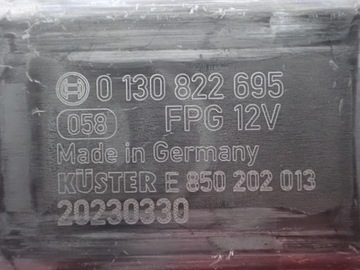 0 130 822 695
058 FPG 12V
Made in Germany
KÜSTER E 850 202 013
20230330